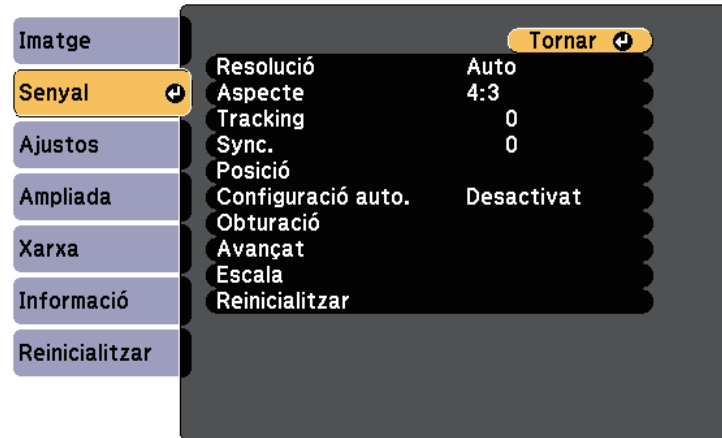 Imatge
Senyal
Ajustos
Ampliada
Xarxa
Informació
Reinicialitzar
Tornar
Resolució Auto
Aspecte 4:3
Tracking 0
Sync. 0
Posició
Configuració auto. Desactivat
Obturació
Avançat
Escala
Reinicialitzar